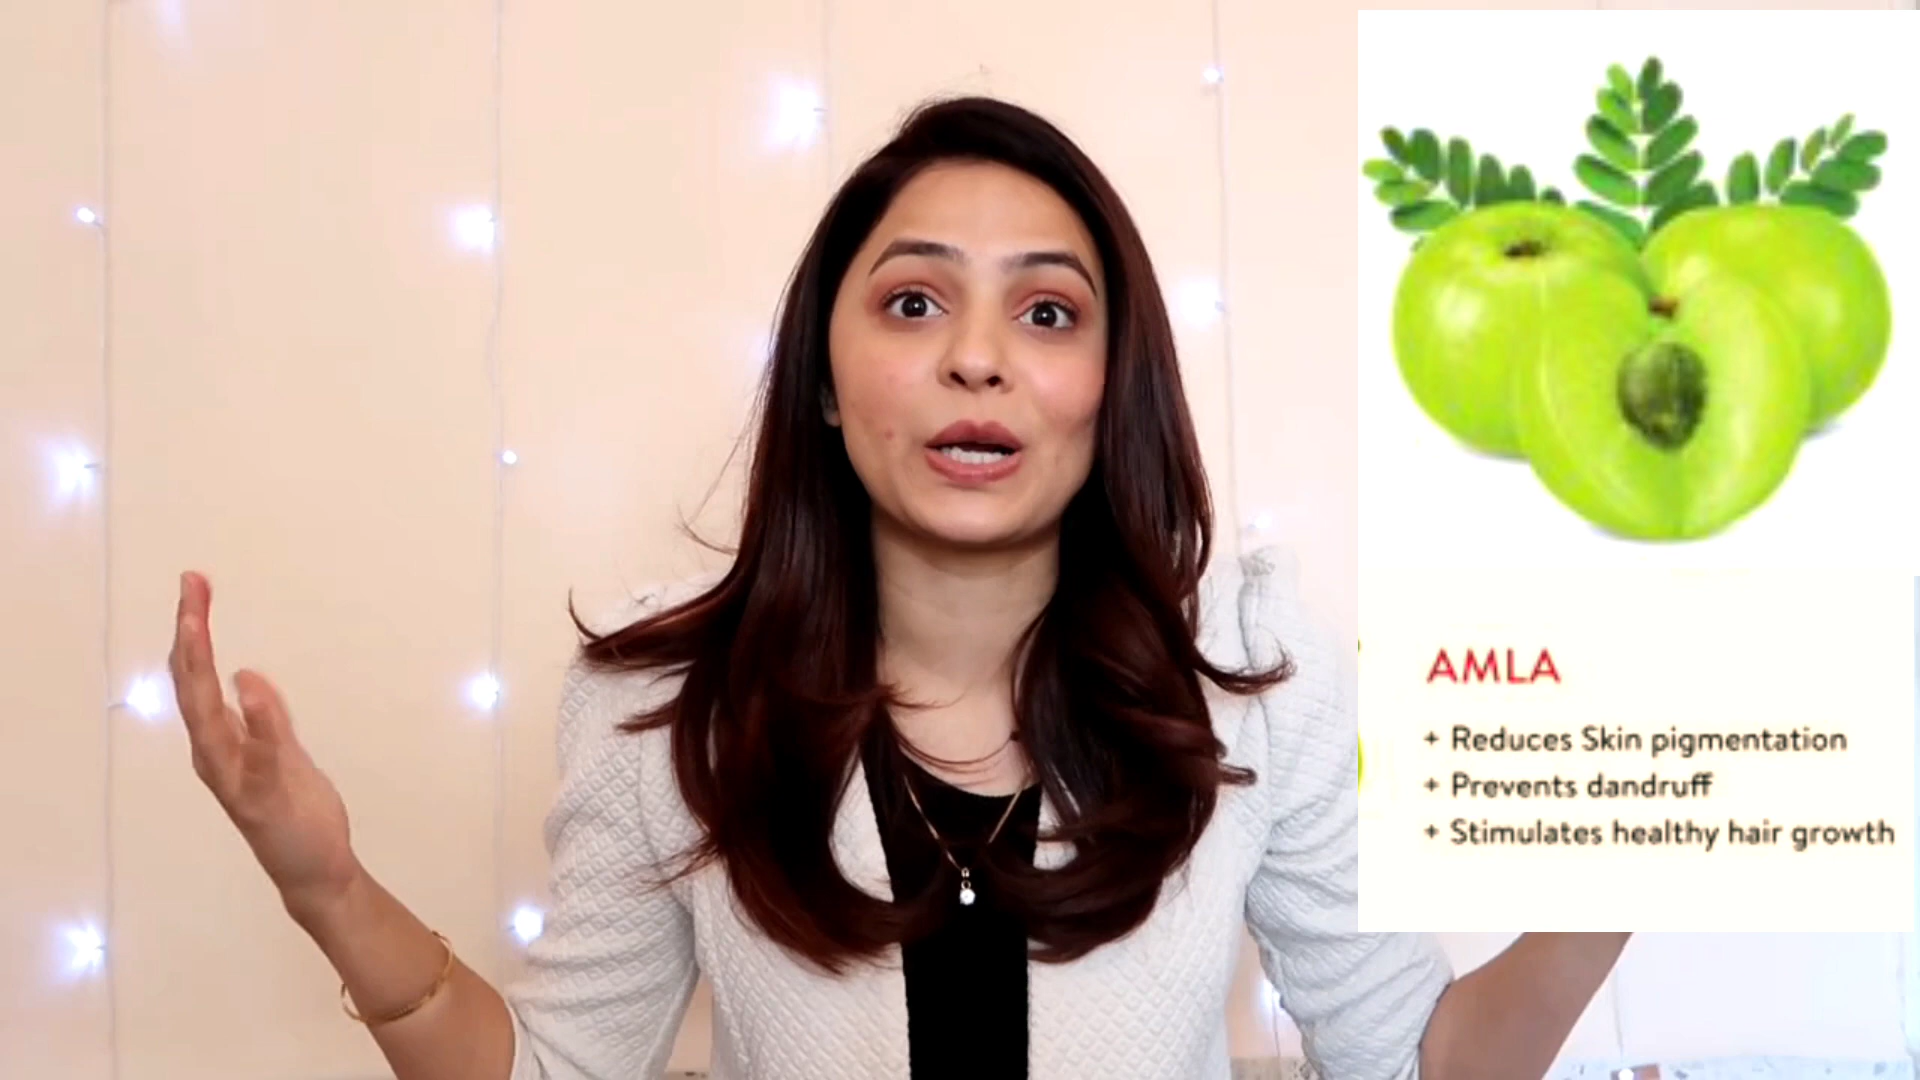 AMLA
+ Reduces Skin pigmentation
+ Prevents dandruff
+ Stimulates healthy hair growth